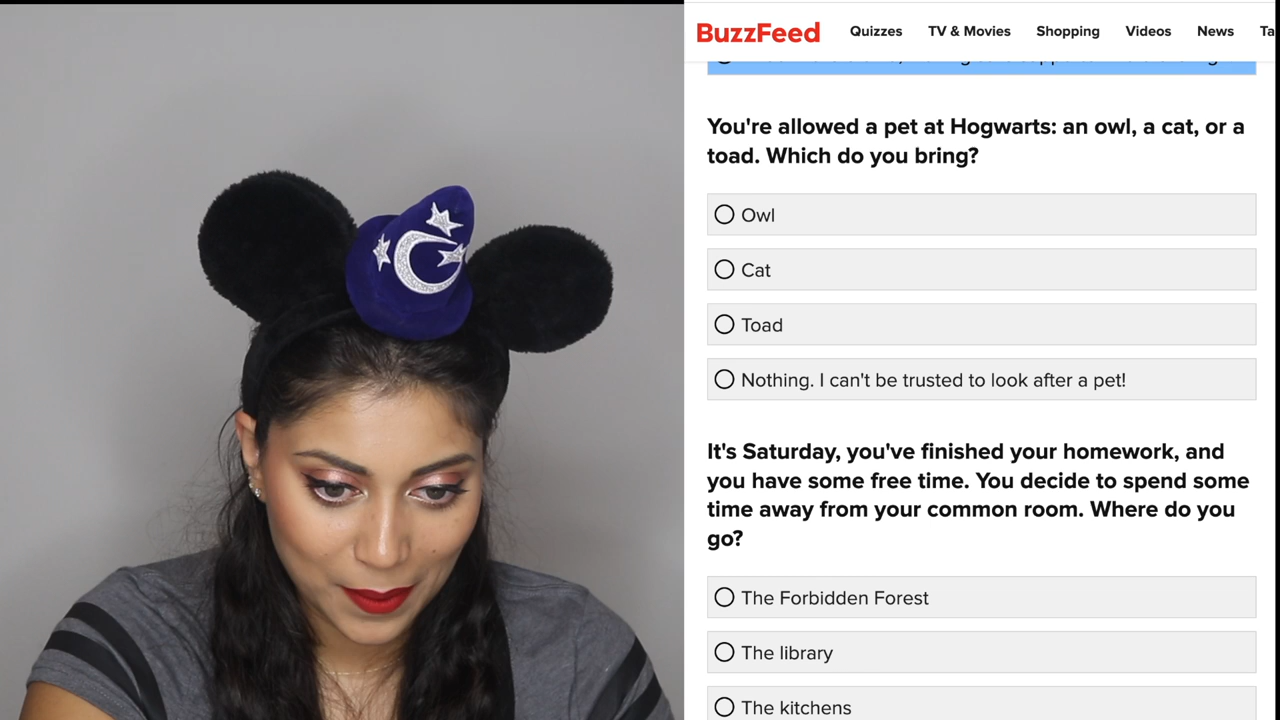 BuzzFeed Quizzes TV & Movies Shopping Videos News Ta
You're allowed a pet at Hogwarts: an owl, a cat, or a
toad. Which do you bring?
Owl
Cat
Toad
Nothing. I can't be trusted to look after a pet!
It's Saturday, you've finished your homework, and
you have some free time. You decide to spend some
time away from your common room. Where do you
go?
The Forbidden Forest
The library
The kitchens